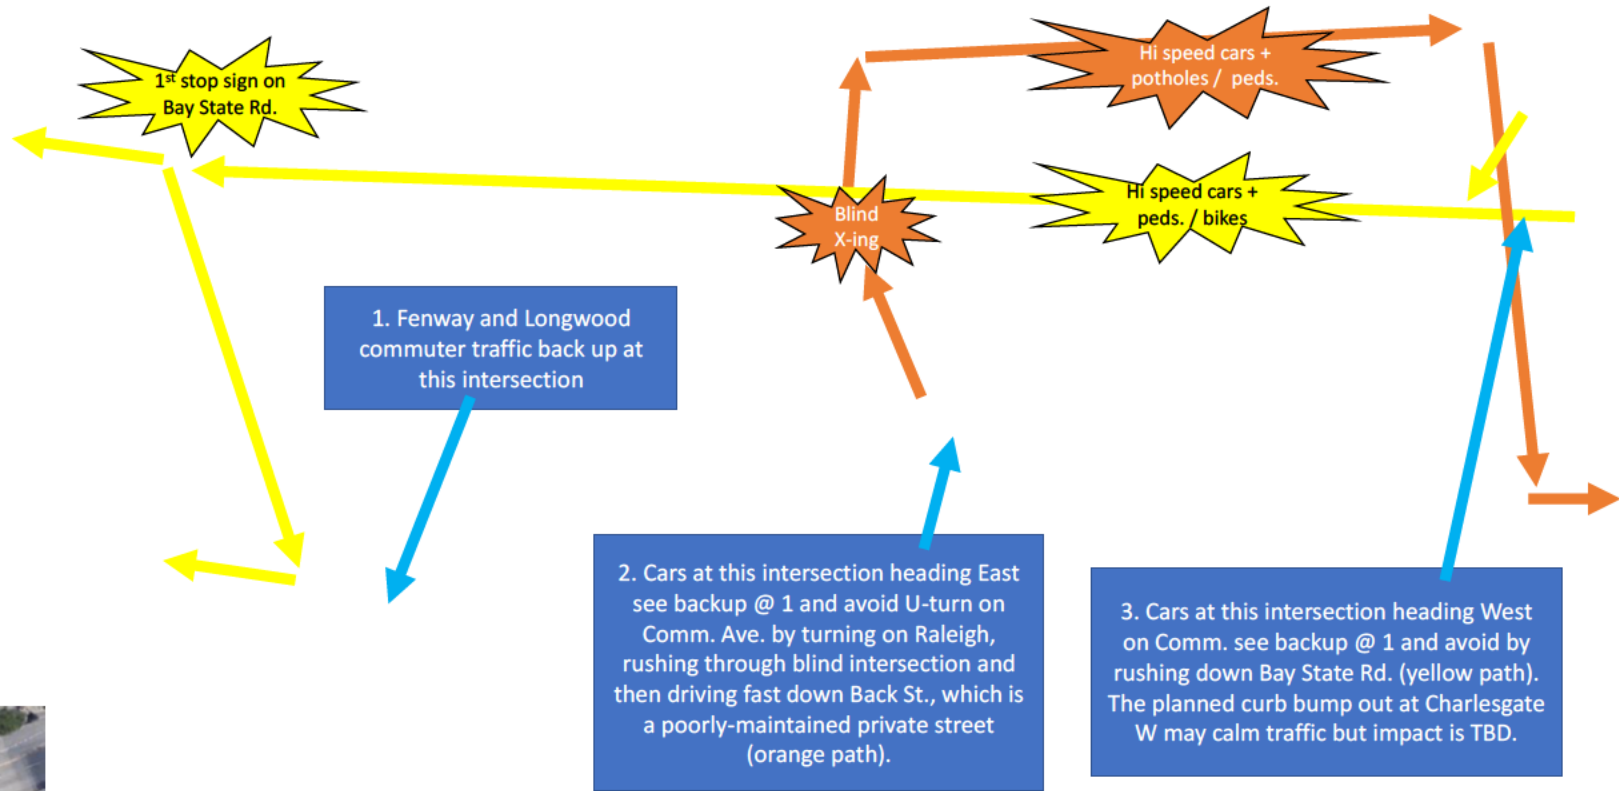 1st stop sign on
Bay State Rd.
Hi speed cars +
potholes / peds.
Hi speed cars +
peds. / bikes
Blind
X-ing
1. Fenway and Longwood
commuter traffic back up at
this intersection
2. Cars at this intersection heading East
see backup @ 1 and avoid U-turn on
Comm. Ave. by turning on Raleigh,
rushing through blind intersection and
then driving fast down Back St., which is
a poorly-maintained private street
(orange path).
3. Cars at this intersection heading West
on Comm. see backup @ 1 and avoid by
rushing down Bay State Rd. (yellow path).
The planned curb bump out at Charlesgate
W may calm traffic but impact is TBD.